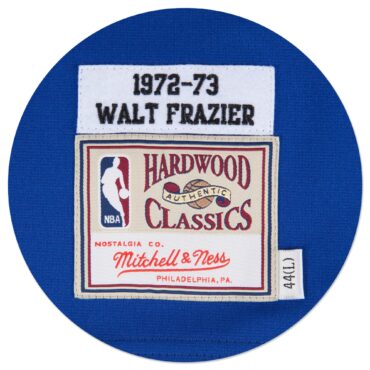 1972-73
WALT FRAZIER
HARDWOOD
AUTHENTIC
CLASSICS
NBA
NOSTALGIA CO.
Mitchell & Ness
PHILADELPHIA, PA.
44(L)